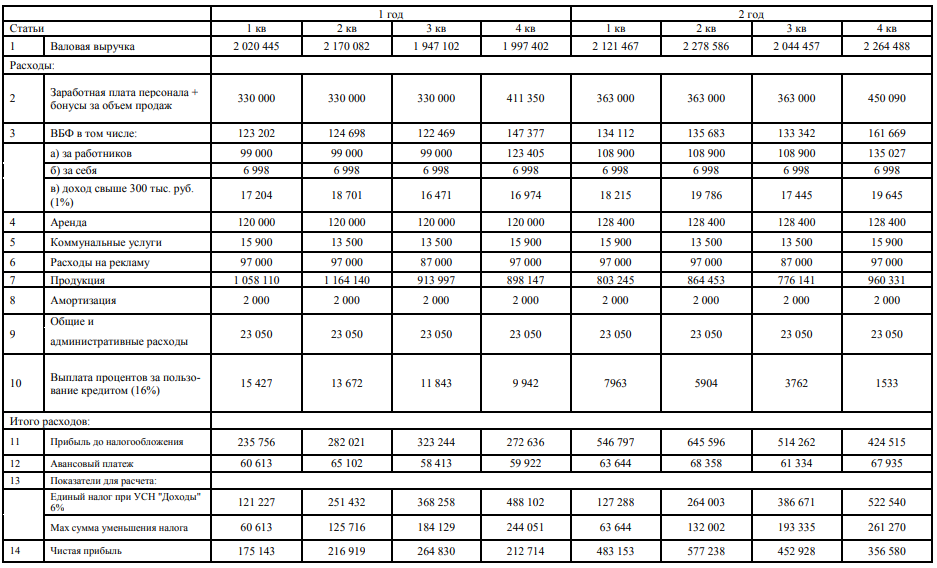 1 год 2 год
Статьи 1 кв 2 кв 3 кв 4 кв 1 кв 2 кв 3 кв 4 кв
1 Валовая выручка 2 020 445 2 170 082 1 947 102 1 997 402 2 121 467 2 278 586 2 044 457 2 264 488
Расходы:
2 Заработная плата персонала +
бонусы за объем продаж 330 000 330 000 330 000 411 350 363 000 363 000 363 000 450 090
3 ВБФ в том числе: 123 202 124 698 122 469 147 377 134 112 135 683 133 342 161 669
а) за работников 99 000 99 000 99 000 123 405 108 900 108 900 108 900 135 027
б) за себя 6 998 6 998 6 998 6 998 6 998 6 998 6 998 6 998
в) доход свыше 300 тыс. руб.
(1%) 17 204 18 701 16 471 16 974 18 215 19 786 17 445 19 645
4 Аренда 120 000 120 000 120 000 120 000 128 400 128 400 128 400 128 400
5 Коммунальные услуги 15 900 13 500 13 500 15 900 15 900 13 500 13 500 15 900
6 Расходы на рекламу 97 000 97 000 87 000 97 000 97 000 97 000 87 000 97 000
7 Продукция 1 058 110 1 164 140 913 997 898 147 803 245 864 453 776 141 960 331
8 Амортизация 2 000 2 000 2 000 2 000 2 000 2 000 2 000 2 000
9 Общие и
административные расходы 23 050 23 050 23 050 23 050 23 050 23 050 23 050 23 050
10 Выплата процентов за пользо-
вание кредитом (16%) 15 427 13 672 11 843 9 942 7963 5904 3762 1533
Итого расходов:
11 Прибыль до налогообложения 235 756 282 021 323 244 272 636 546 797 645 596 514 262 424 515
12 Авансовый платеж 60 613 65 102 58 413 59 922 63 644 68 358 61 334 67 935
13 Показатели для расчета:
Единый налог при УСН "Доходы"
6% 121 227 251 432 368 258 488 102 127 288 264 003 386 671 522 540
Мах сумма уменьшения налога 60 613 125 716 184 129 244 051 63 644 132 002 193 335 261 270
14 Чистая прибыль 175 143 216 919 264 830 212 714 483 153 577 238 452 928 356 580